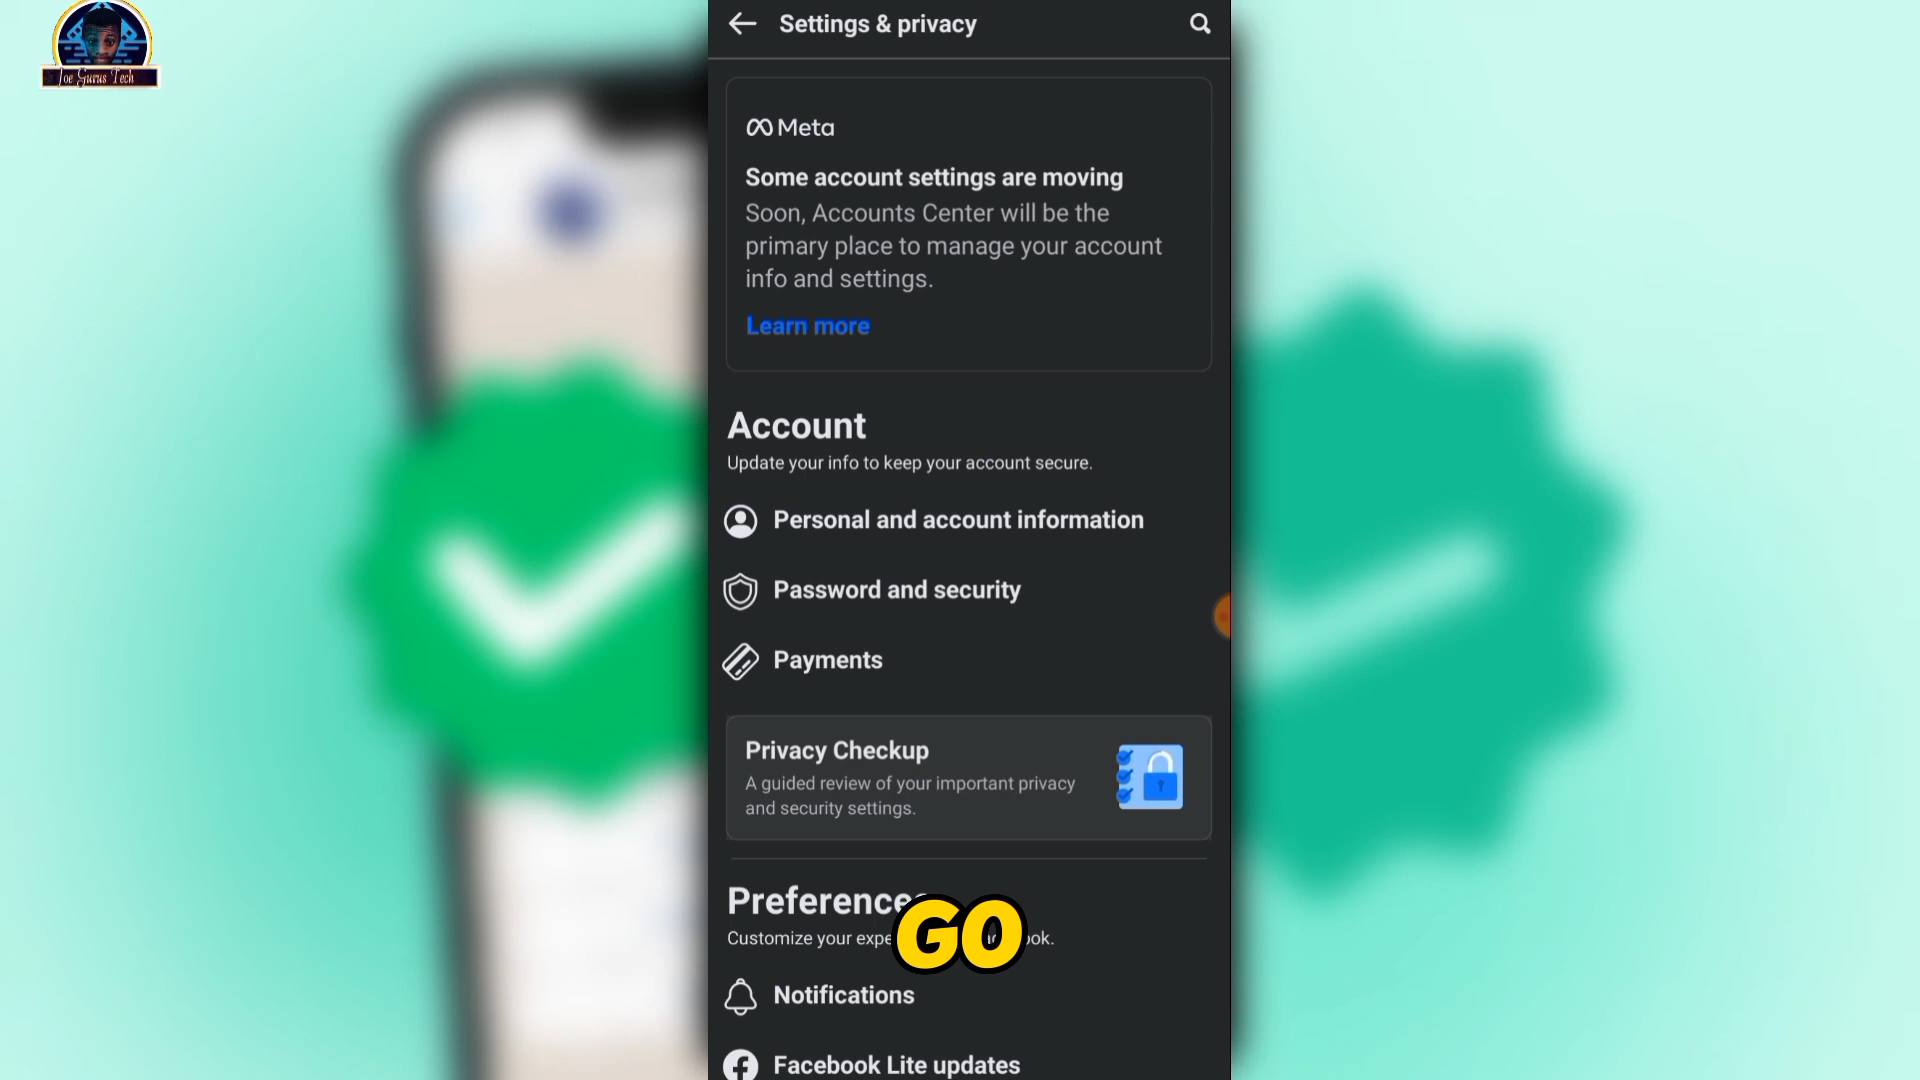 Joe Gurus Tech
Settings & privacy
Meta
Some account settings are moving
Soon, Accounts Center will be the
primary place to manage your account
info and settings.
Learn more
Account
Update your info to keep your account secure.
Personal and account information
Password and security
Payments
Privacy Checkup
A guided review of your important privacy
and security settings.
Preferences
Customize your
GO
Notifications
Facebook Lite updates